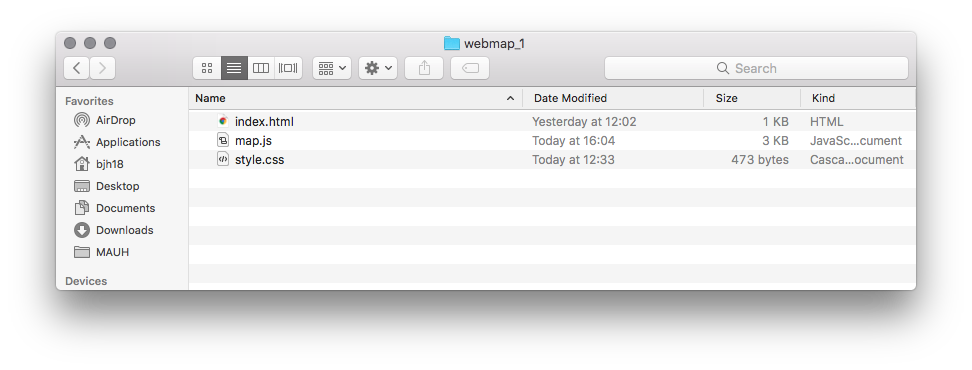 webmap_1
Search
Favorites
AirDrop
Applications
bjh18
Desktop
Documents
Downloads
MAUH
Devices
Name Date Modified Size Kind
index.html Yesterday at 12:02 1 KB HTML
map.js Today at 16:04 3 KB JavaSc...cument
style.css Today at 12:33 473 bytes Casca...ocument